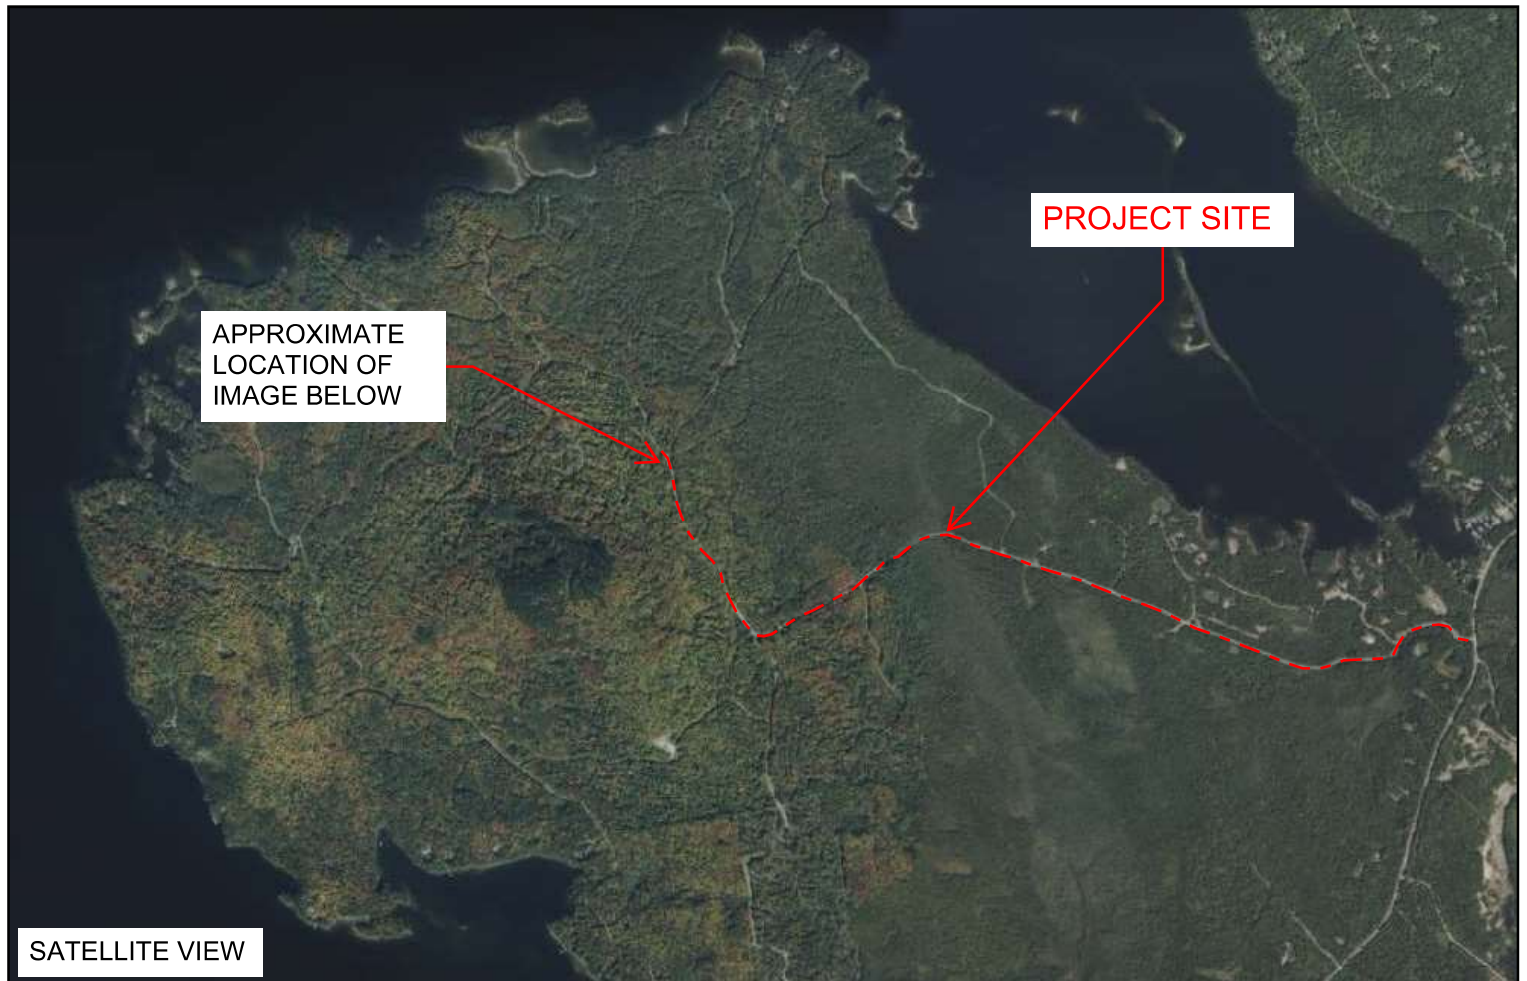 PROJECT SITE
APPROXIMATE
LOCATION OF
IMAGE BELOW
SATELLITE VIEW